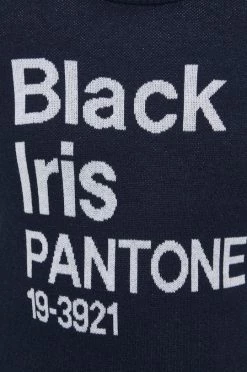 Black
Iris
PANTONE
19-3921